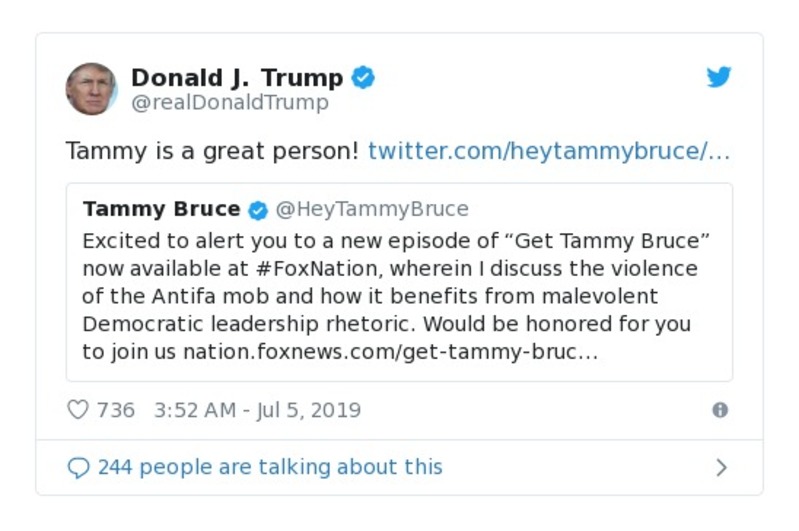 Donald J. Trump
@realDonaldTrump
Tammy is a great person! twitter.com/heytammybruce/…
Tammy Bruce @HeyTammyBruce
Excited to alert you to a new episode of “Get Tammy Bruce”
now available at #FoxNation, wherein I discuss the violence
of the Antifa mob and how it benefits from malevolent
Democratic leadership rhetoric. Would be honored for you
to join us nation.foxnews.com/get-tammy-bruc…
736 3:52 AM - Jul 5, 2019
244 people are talking about this